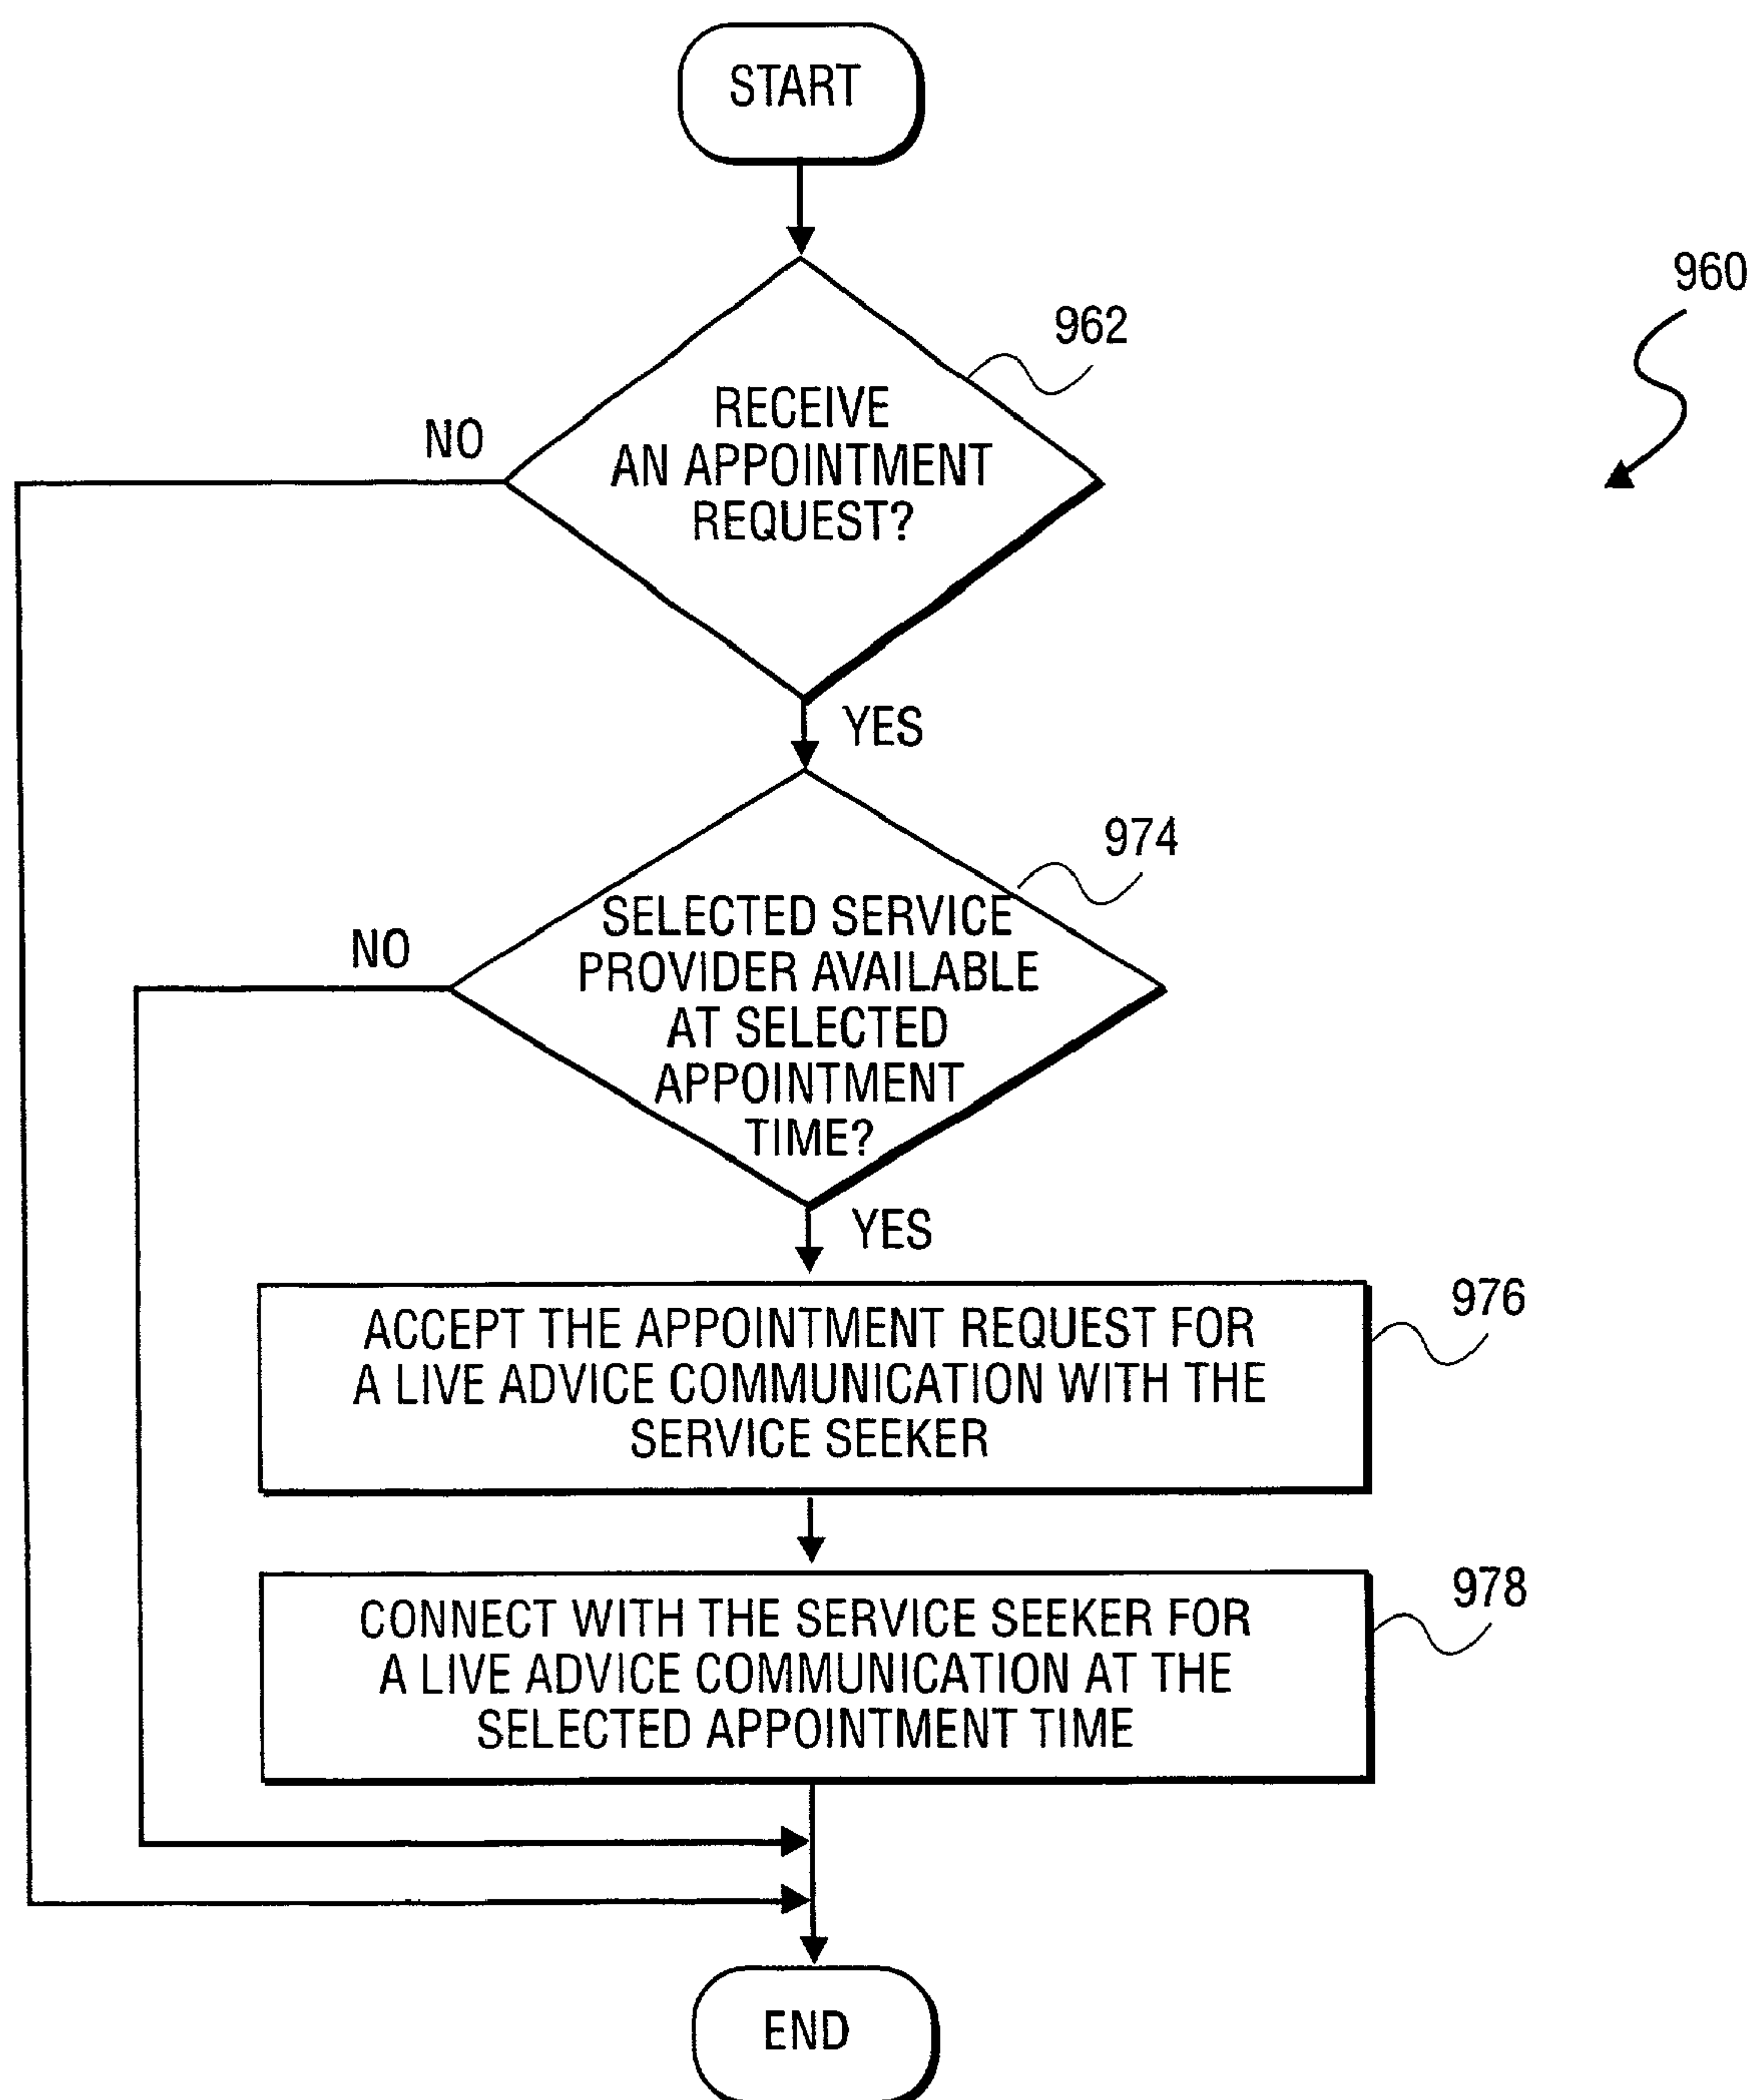 START
960
962
RECEIVE
AN APPOINTMENT
REQUEST?
NO
YES
974
SELECTED SERVICE
PROVIDER AVAILABLE
AT SELECTED
APPOINTMENT
TIME?
NO
YES
976
ACCEPT THE APPOINTMENT REQUEST FOR
A LIVE ADVICE COMMUNICATION WITH THE
SERVICE SEEKER
978
CONNECT WITH THE SERVICE SEEKER FOR
A LIVE ADVICE COMMUNICATION AT THE
SELECTED APPOINTMENT TIME
END